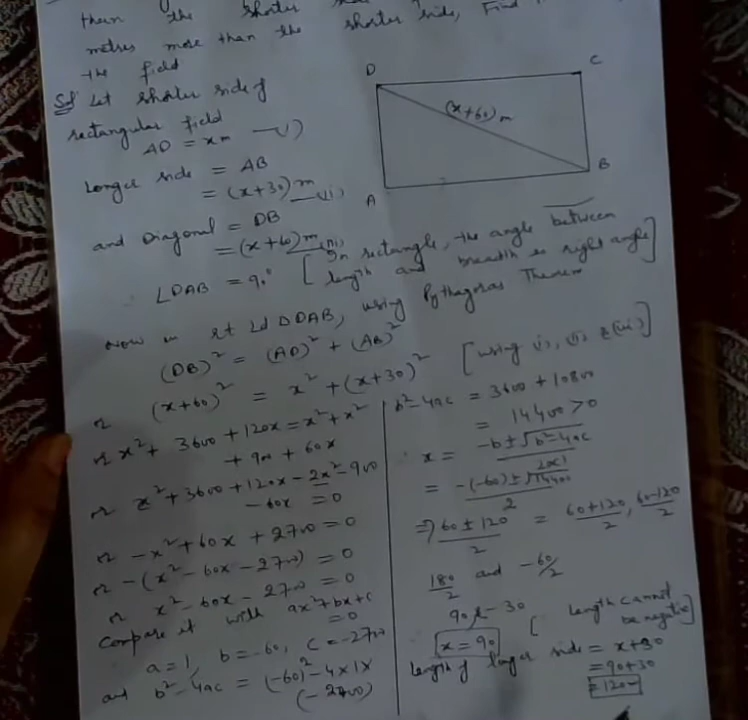 than the shorter
metres more than the shorter side, Find
the field
Sol Let shorter side of
rectangular field
AD = x m —(i)
Longer side = AB
= (x+30) m —(ii)
and Diagonal = DB
= (x+60) m —(iii)
∠DAB = 90° [In rectangle, the angle between
length and breadth is right angle]
Now in rt ∠d ΔDAB, using Pythagoras Theorem
(DB)² = (AD)² + (AB)²
(x+60)² = x² + (x+30)² [using (i), (ii) & (iii)]
x² + 3600 + 120x = x² + x²
+ 900 + 60x
x² + 3600 + 120x - 2x² - 900
- 60x = 0
-x² + 60x + 2700 = 0
-(x² - 60x - 2700) = 0
x² - 60x - 2700 = 0
Compare it with ax²+bx+c
= 0
a=1, b=-60, c=-2700
and b²-4ac = (-60)² - 4×1×
(-2700)
b²-4ac = 3600 + 10800
= 14400 > 0
x = -b±√b²-4ac
2×1
= -(-60)±√14400
2
⇒ 60±120 = 60+120, 60-120
2 2 2
180 and -60/2
2
90, -30
x = 90 [Length cannot
be negative]
Length of longer side = x+30
= 90+30
= 120m
D
C
(x+60)m
B
A